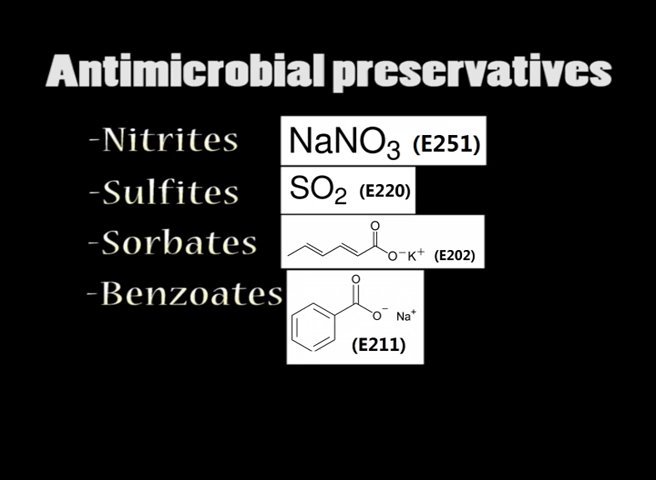 Antimicrobial preservatives
-Nitrites NaNO₃ (E251)
-Sulfites SO₂ (E220)
-Sorbates O O⁻ K⁺ (E202)
-Benzoates O O⁻ Na⁺ (E211)